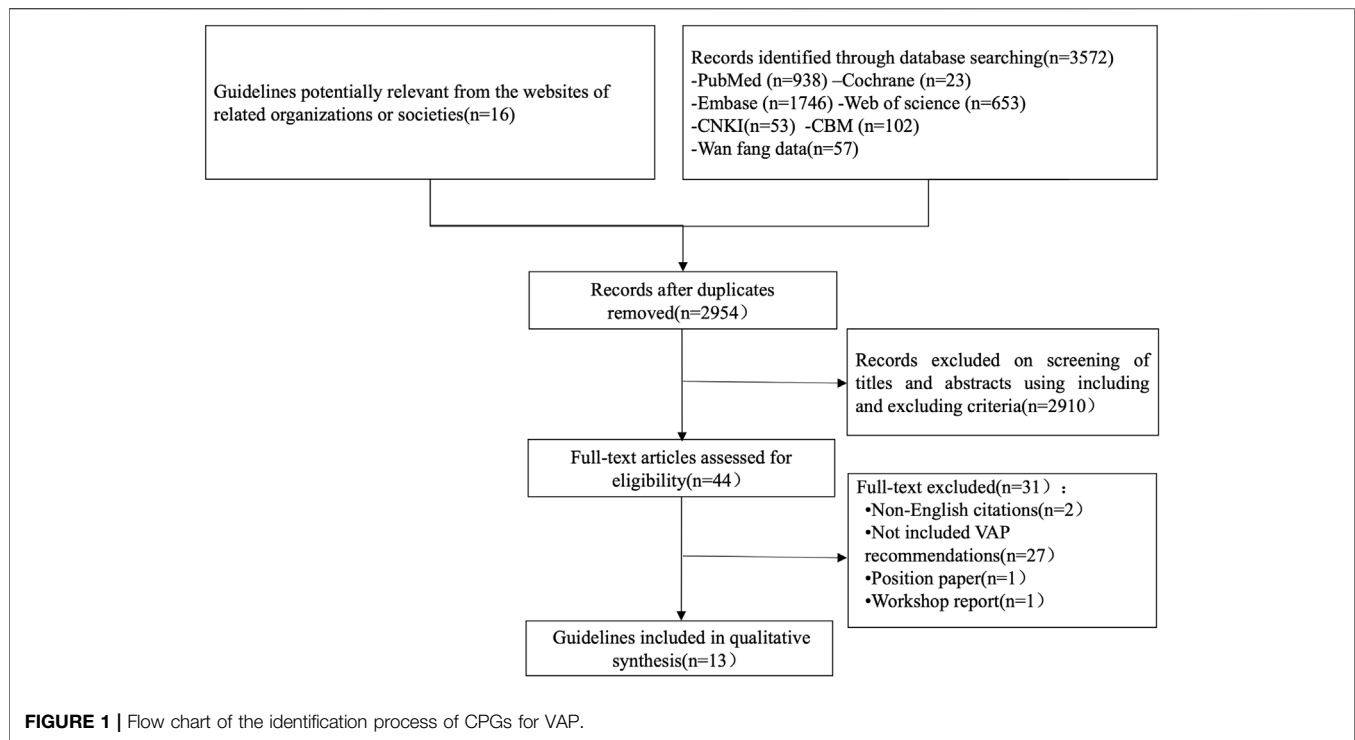 Guidelines potentially relevant from the websites of
related organizations or societies(n=16)
Records identified through database searching(n=3572)
-PubMed (n=938) –Cochrane (n=23)
-Embase (n=1746) -Web of science (n=653)
-CNKI(n=53) -CBM (n=102)
-Wan fang data(n=57)
Records after duplicates
removed(n=2954）
Records excluded on screening of
titles and abstracts using including
and excluding criteria(n=2910）
Full-text articles assessed for
eligibility(n=44）
Full-text excluded(n=31）：
•Non-English citations(n=2）
•Not included VAP
recommendations(n=27）
•Position paper(n=1）
•Workshop report(n=1）
Guidelines included in qualitative
synthesis(n=13）
FIGURE 1 | Flow chart of the identification process of CPGs for VAP.